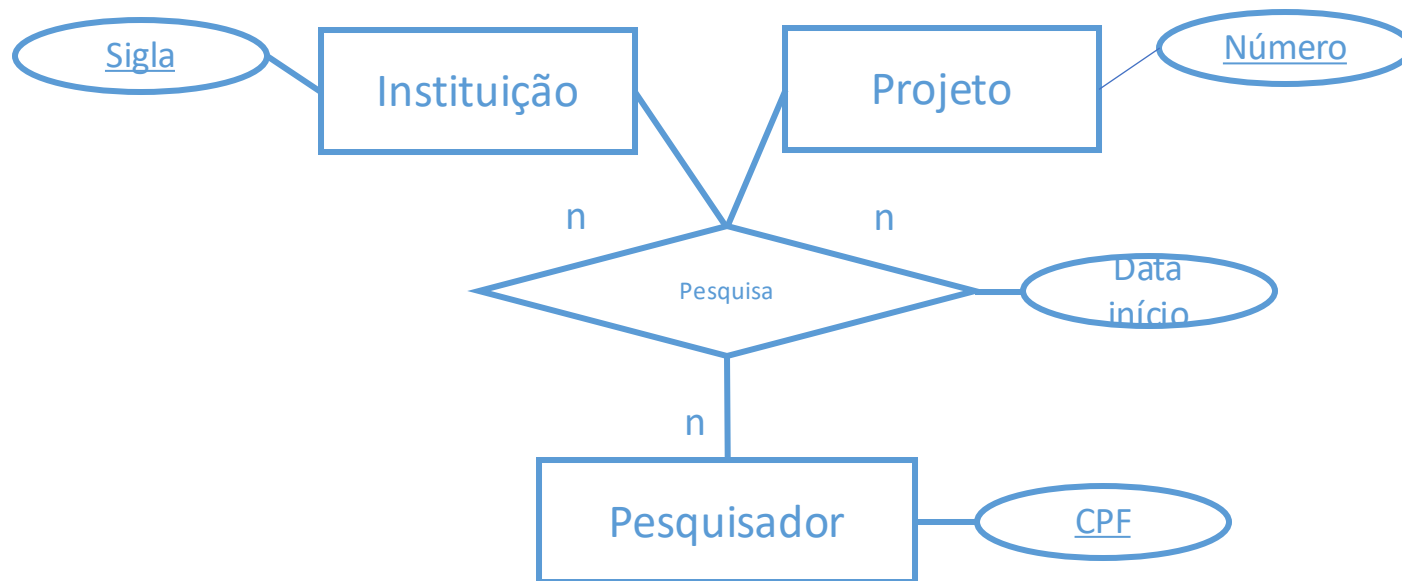 Sigla
Instituição
Projeto
Número
n
n
Pesquisa
Data
início
n
Pesquisador
CPF